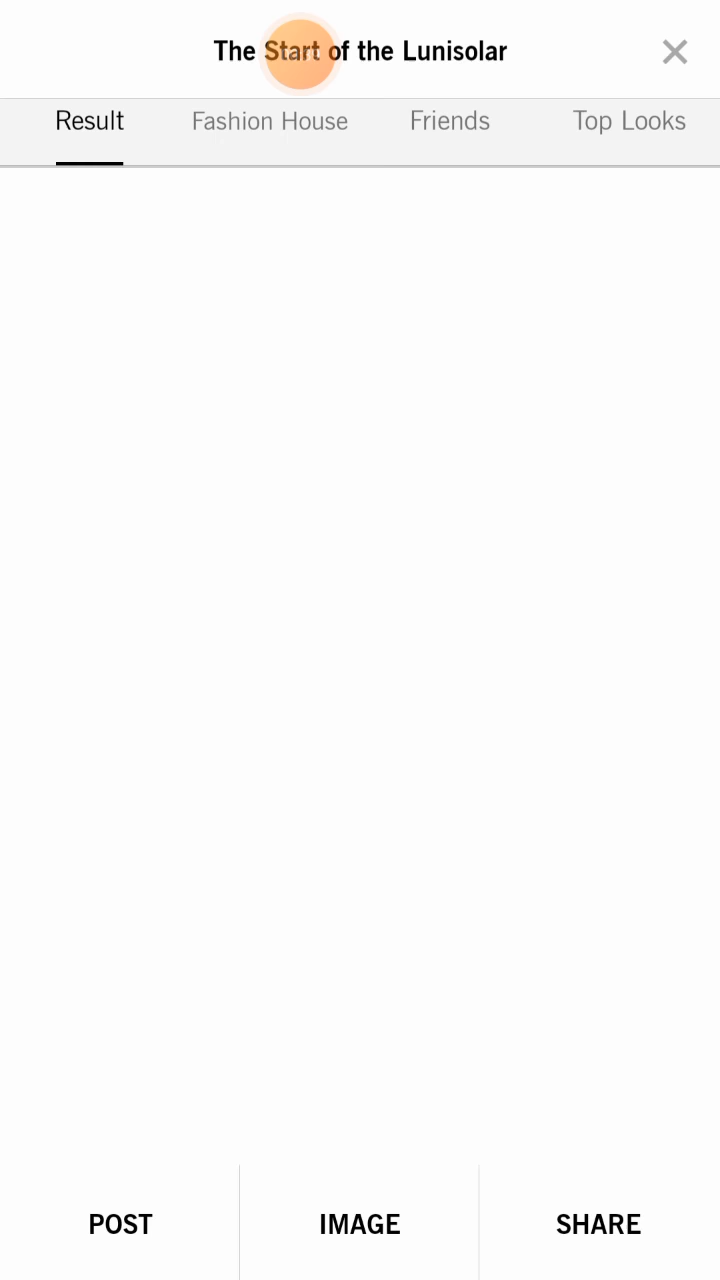 The Start of the Lunisolar
Result Fashion House Friends Top Looks
POST IMAGE SHARE